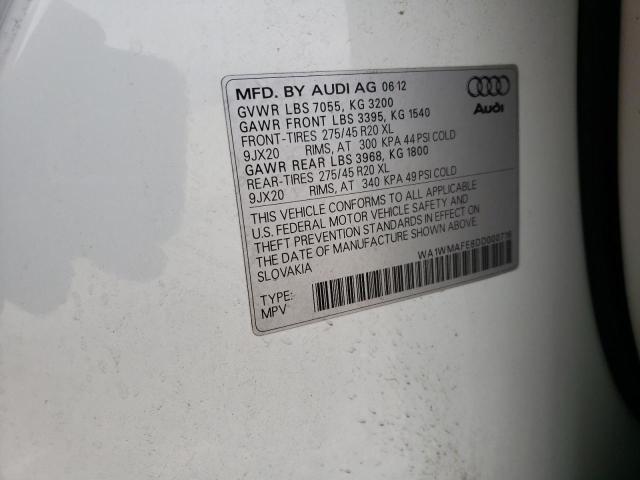 MFD. BY AUDI AG 06 12
GVWR LBS 7055, KG 3200
GAWR FRONT LBS 3395, KG 1540
FRONT-TIRES 275/45 R20 XL
9JX20 RIMS, AT 300 KPA 44 PSI COLD
GAWR REAR LBS 3968, KG 1800
REAR-TIRES 275/45 R20 XL
9JX20 RIMS, AT 340 KPA 49 PSI COLD
Audi
THIS VEHICLE CONFORMS TO ALL APPLICABLE
U.S. FEDERAL MOTOR VEHICLE SAFETY AND
THEFT PREVENTION STANDARDS IN EFFECT ON
THE DATE OF MANUFACTURE SHOWN ABOVE.
SLOVAKIA
WA1WMAFE8DD000716
TYPE:
MPV